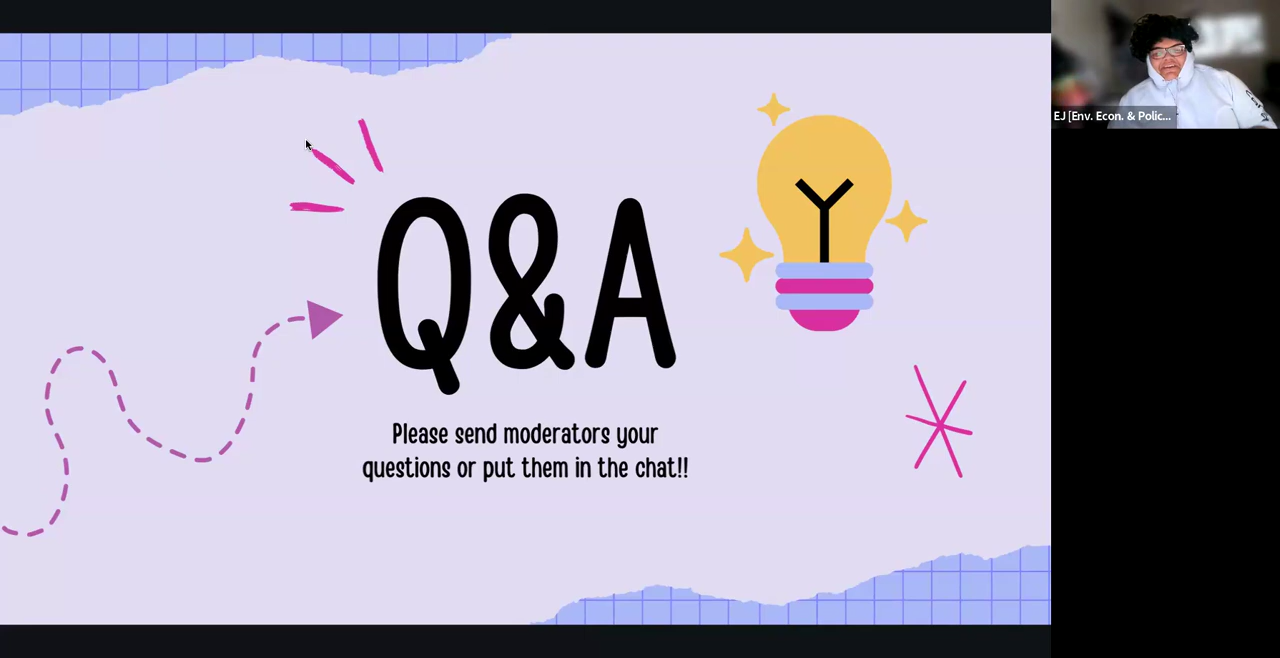 Q&A
Please send moderators your
questions or put them in the chat!!
EJ [Env. Econ. & Polic...